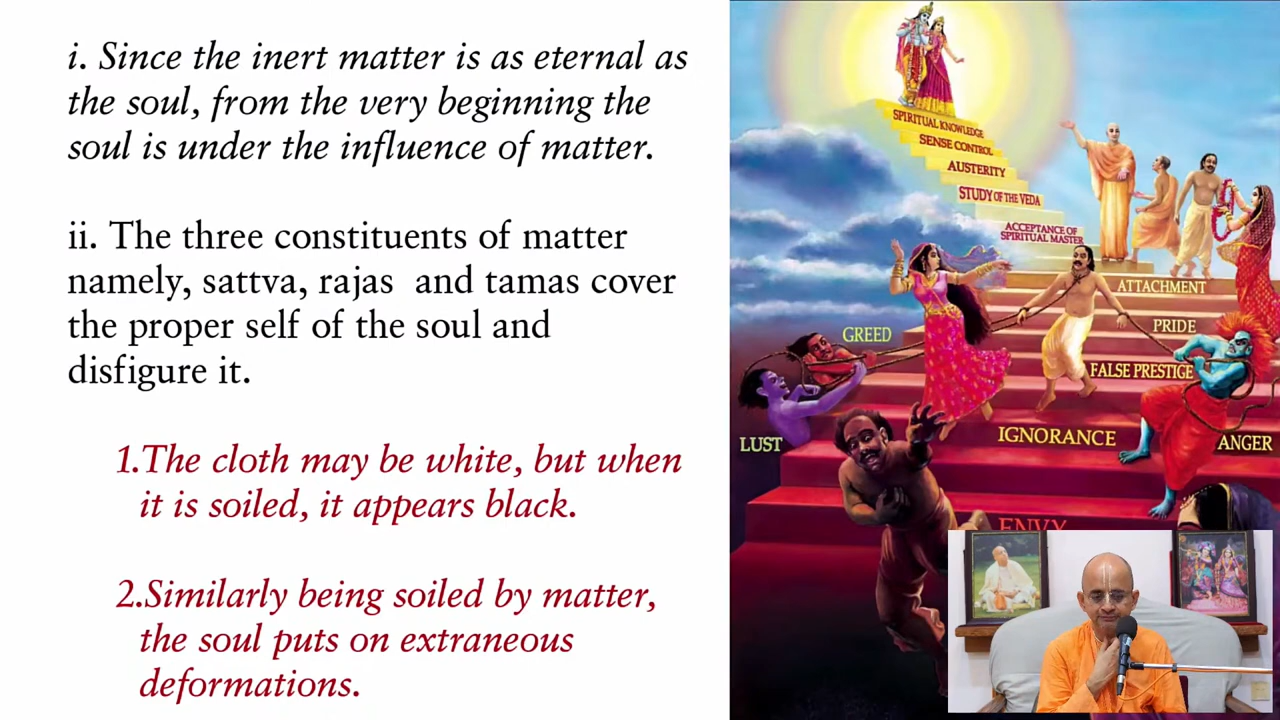 i. Since the inert matter is as eternal as
the soul, from the very beginning the
soul is under the influence of matter.
ii. The three constituents of matter
namely, sattva, rajas and tamas cover
the proper self of the soul and
disfigure it.
1.The cloth may be white, but when
it is soiled, it appears black.
2.Similarly being soiled by matter,
the soul puts on extraneous
deformations.
SPIRITUAL KNOWLEDGE
SENSE CONTROL
AUSTERITY
STUDY OF THE VEDA
ACCEPTANCE OF
SPIRITUAL MASTER
ATTACHMENT
PRIDE
GREED
FALSE PRESTIGE
IGNORANCE
LUST
ANGER
ENVY